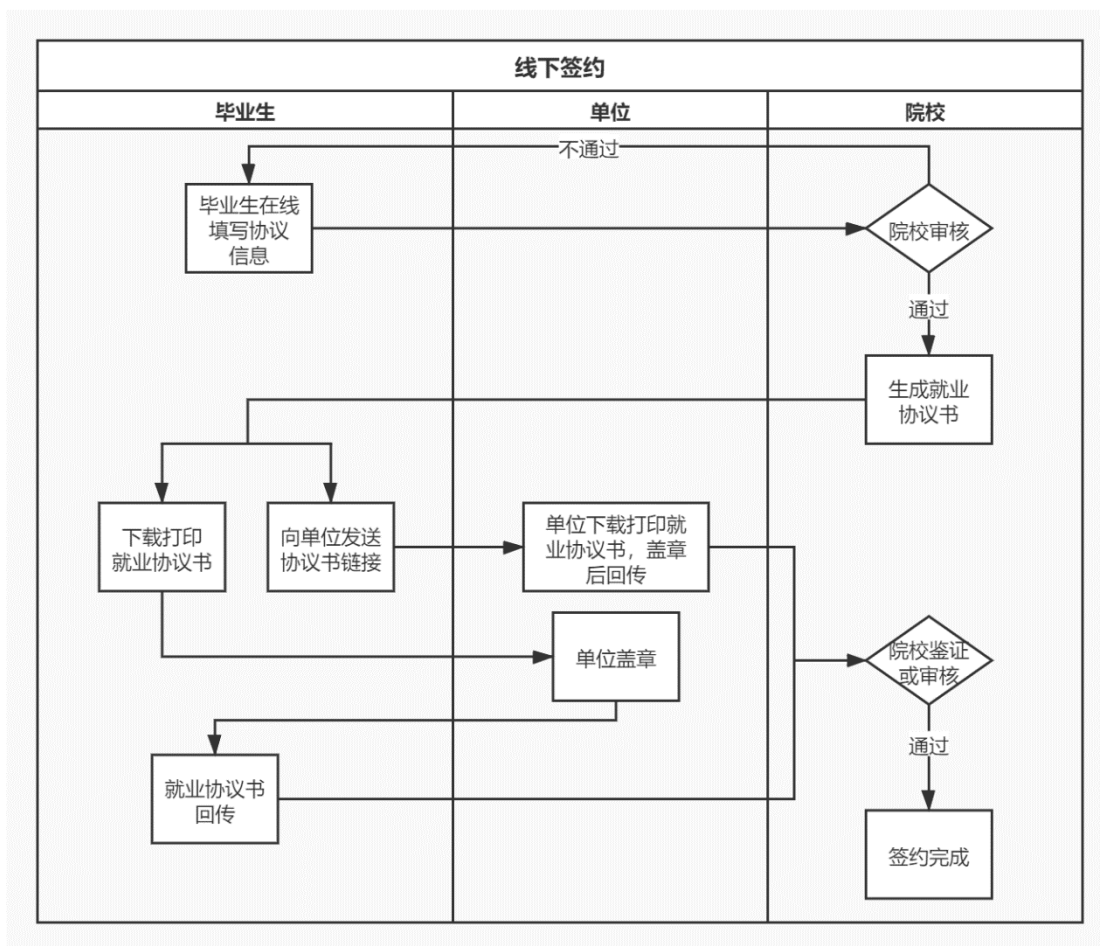 线下签约
毕业生
单位
院校
不通过
毕业生在线
填写协议
信息
院校审核
通过
生成就业
协议书
下载打印
就业协议书
向单位发送
协议书链接
单位下载打印就
业协议书，盖章
后回传
单位盖章
院校鉴证
或审核
通过
就业协议书
回传
签约完成